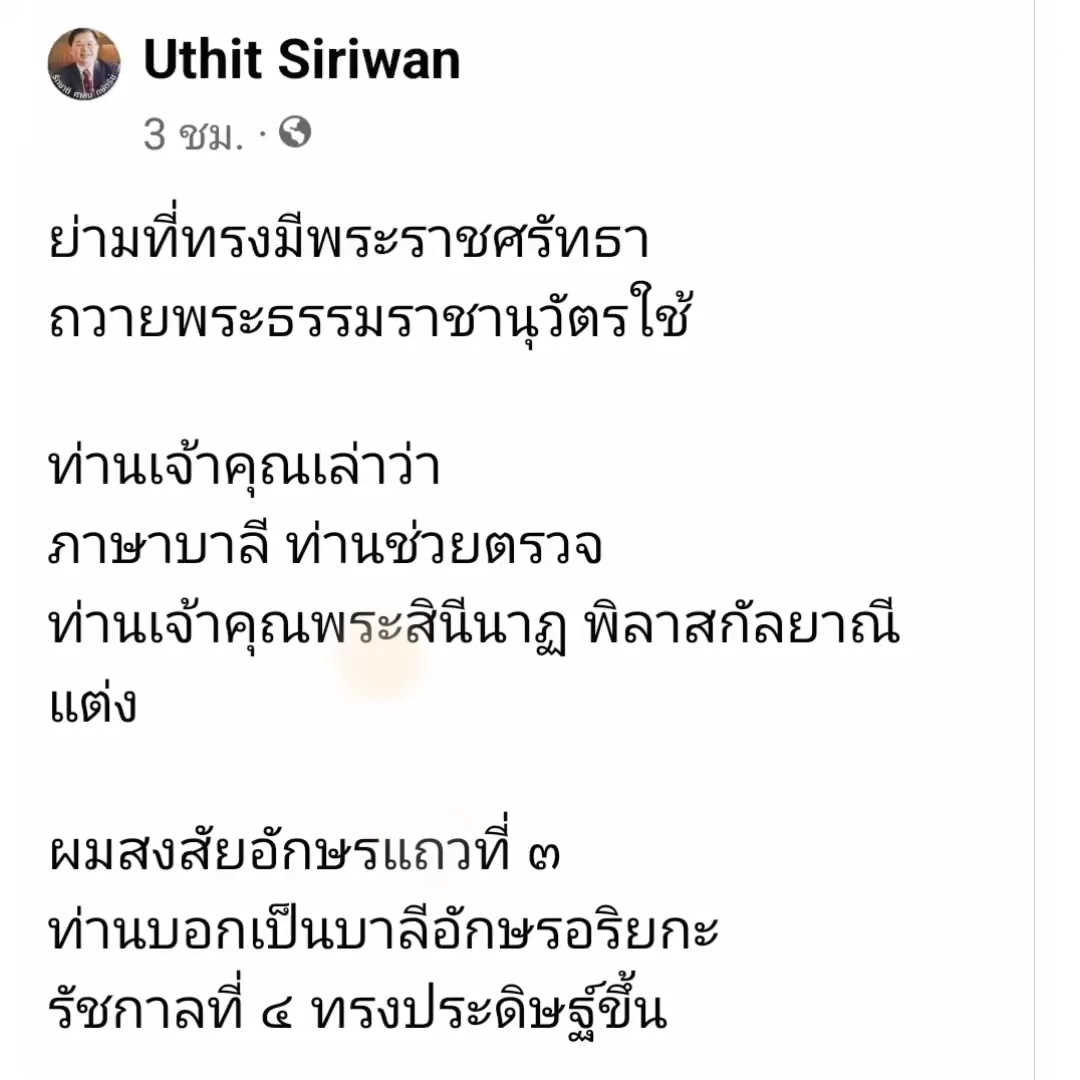 Uthit Siriwan
3 ชม. ·
ย่ามที่ทรงมีพระราชศรัทธา
ถวายพระธรรมราชานุวัตรใช้
ท่านเจ้าคุณเล่าว่า
ภาษาบาลี ท่านช่วยตรวจ
ท่านเจ้าคุณพระสินีนาฏ พิลาสกัลยาณี
แต่ง
ผมสงสัยอักษรแถวที่ ๓
ท่านบอกเป็นบาลีอักษรอริยกะ
รัชกาลที่ ๔ ทรงประดิษฐ์ขึ้น